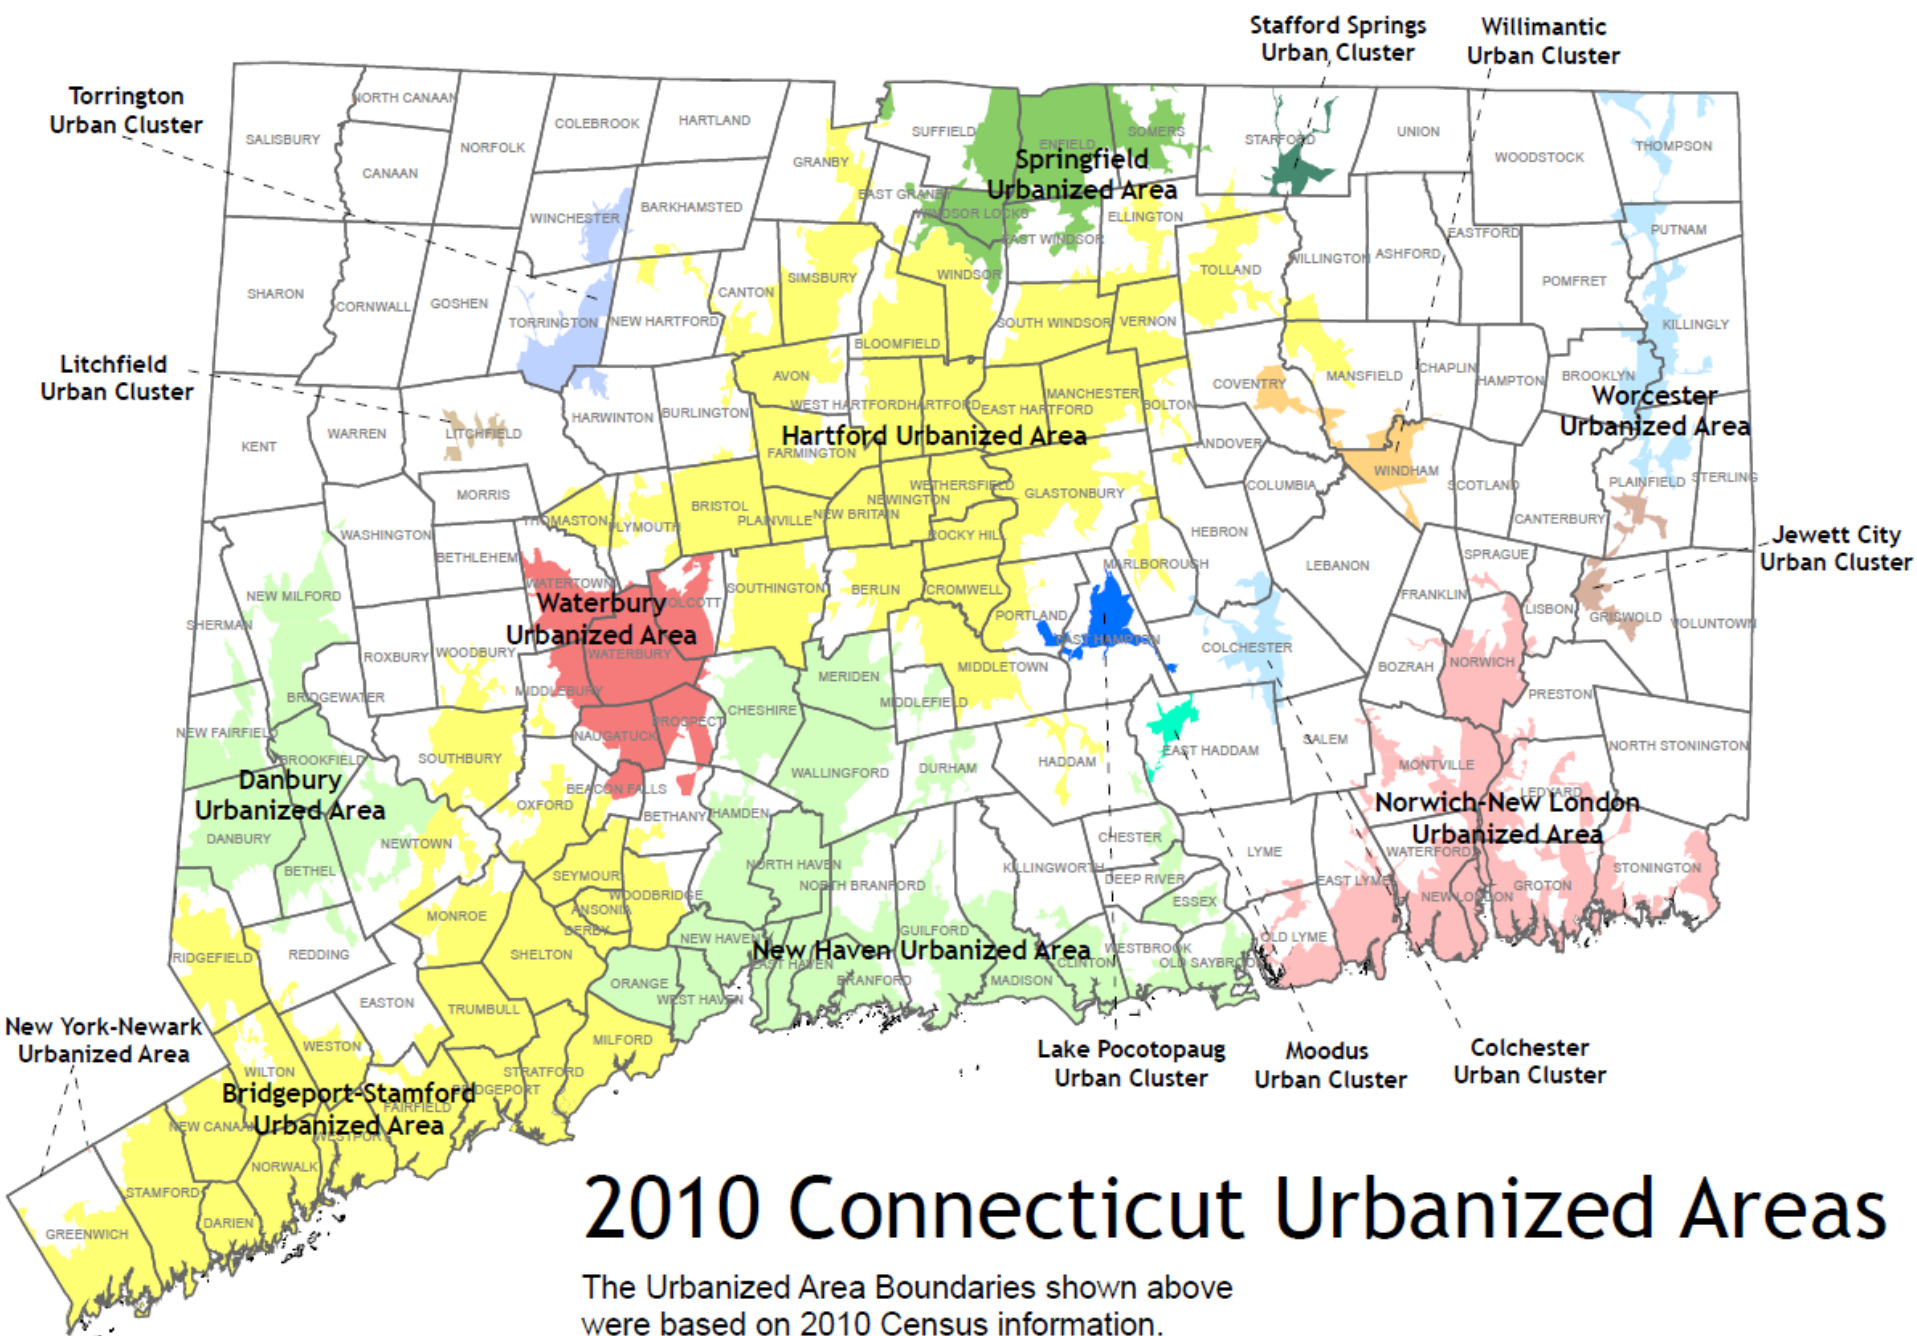 Stafford Springs
Urban Cluster
Willimantic
Urban Cluster
Torrington
Urban Cluster
NORTH CANAAN
SALISBURY
COLEBROOK
HARTLAND
NORFOLK
CANAAN
GRANBY
SUFFIELD
ENFIELD
SOMERS
STAFFORD
UNION
WOODSTOCK
THOMPSON
Springfield
Urbanized Area
EAST GRANBY
WINCHESTER
BARKHAMSTED
WINDSOR LOCKS
ELLINGTON
EAST WINDSOR
EASTFORD
PUTNAM
SHARON
CORNWALL
GOSHEN
TORRINGTON
NEW HARTFORD
CANTON
SIMSBURY
WINDSOR
TOLLAND
WILLINGTON
ASHFORD
POMFRET
SOUTH WINDSOR
VERNON
KILLINGLY
BLOOMFIELD
Litchfield
Urban Cluster
AVON
COVENTRY
MANSFIELD
CHAPLIN
HAMPTON
BROOKLYN
Worcester
Urbanized Area
KENT
WARREN
LITCHFIELD
HARWINTON
BURLINGTON
WEST HARTFORD
HARTFORD
EAST HARTFORD
MANCHESTER
BOLTON
Hartford Urbanized Area
FARMINGTON
ANDOVER
WINDHAM
MORRIS
COLUMBIA
SCOTLAND
PLAINFIELD
STERLING
WETHERSFIELD
NEWINGTON
GLASTONBURY
BRISTOL
PLAINVILLE
NEW BRITAIN
THOMASTON
PLYMOUTH
CANTERBURY
WASHINGTON
BETHLEHEM
ROCKY HILL
HEBRON
Jewett City
Urban Cluster
SPRAGUE
LEBANON
MARLBOROUGH
NEW MILFORD
WATERTOWN
WOLCOTT
SOUTHINGTON
BERLIN
CROMWELL
FRANKLIN
LISBON
GRISWOLD
VOLUNTOWN
SHERMAN
Waterbury
Urbanized Area
PORTLAND
EAST HAMPTON
COLCHESTER
ROXBURY
WOODBURY
WATERBURY
MERIDEN
MIDDLETOWN
BOZRAH
NORWICH
BRIDGEWATER
MIDDLEBURY
CHESHIRE
MIDDLEFIELD
PRESTON
NEW FAIRFIELD
NAUGATUCK
PROSPECT
BROOKFIELD
SOUTHBURY
WALLINGFORD
DURHAM
HADDAM
EAST HADDAM
SALEM
MONTVILLE
NORTH STONINGTON
Danbury
Urbanized Area
BEACON FALLS
LEDYARD
Norwich-New London
Urbanized Area
OXFORD
BETHANY
HAMDEN
DANBURY
NEWTOWN
CHESTER
LYME
WATERFORD
BETHEL
SEYMOUR
NORTH HAVEN
NORTH BRANFORD
KILLINGWORTH
DEEP RIVER
EAST LYME
GROTON
STONINGTON
WOODBRIDGE
ESSEX
NEW LONDON
MONROE
ANSONIA
DERBY
NEW HAVEN
GUILFORD
OLD LYME
New Haven Urbanized Area
RIDGEFIELD
REDDING
SHELTON
EAST HAVEN
CLINTON
WESTBROOK
OLD SAYBROOK
ORANGE
WEST HAVEN
BRANFORD
MADISON
EASTON
TRUMBULL
New York-Newark
Urbanized Area
WESTON
MILFORD
Lake Pocotopaug
Urban Cluster
Moodus
Urban Cluster
Colchester
Urban Cluster
WILTON
STRATFORD
BRIDGEPORT
Bridgeport-Stamford
Urbanized Area
FAIRFIELD
NEW CANAAN
WESTPORT
NORWALK
STAMFORD
DARIEN
GREENWICH
2010 Connecticut Urbanized Areas
The Urbanized Area Boundaries shown above
were based on 2010 Census information.